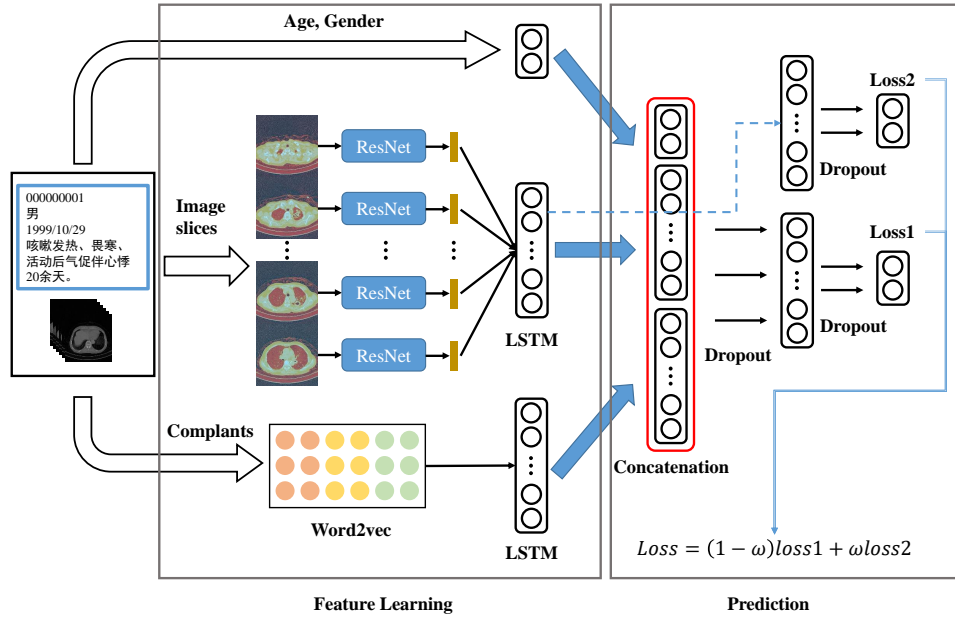 Age, Gender
000000001
男
1999/10/29
咳嗽发热、畏寒、
活动后气促伴心悸
20余天。
Image
slices
ResNet
ResNet
ResNet
ResNet
LSTM
Complants
Word2vec
LSTM
Feature Learning
Loss2
Dropout
Loss1
Dropout
Dropout
Concatenation
Loss = (1 − ω)loss1 + ωloss2
Prediction